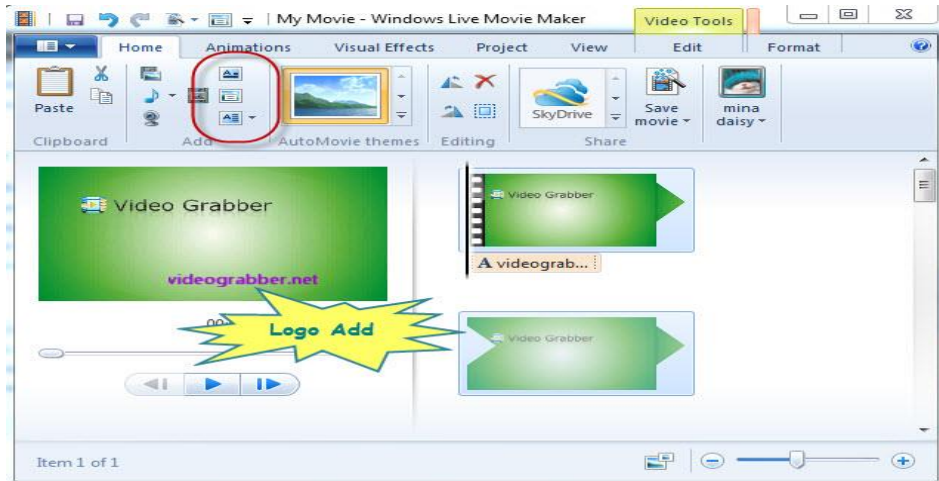 My Movie - Windows Live Movie Maker
Video Tools
Home Animations Visual Effects Project View Edit Format
Paste
SkyDrive
Save movie
mina daisy
Clipboard Add AutoMovie themes Editing Share
Video Grabber
videograbber.net
Video Grabber
A videograb...
00
Logo Add
Video Grabber
Item 1 of 1